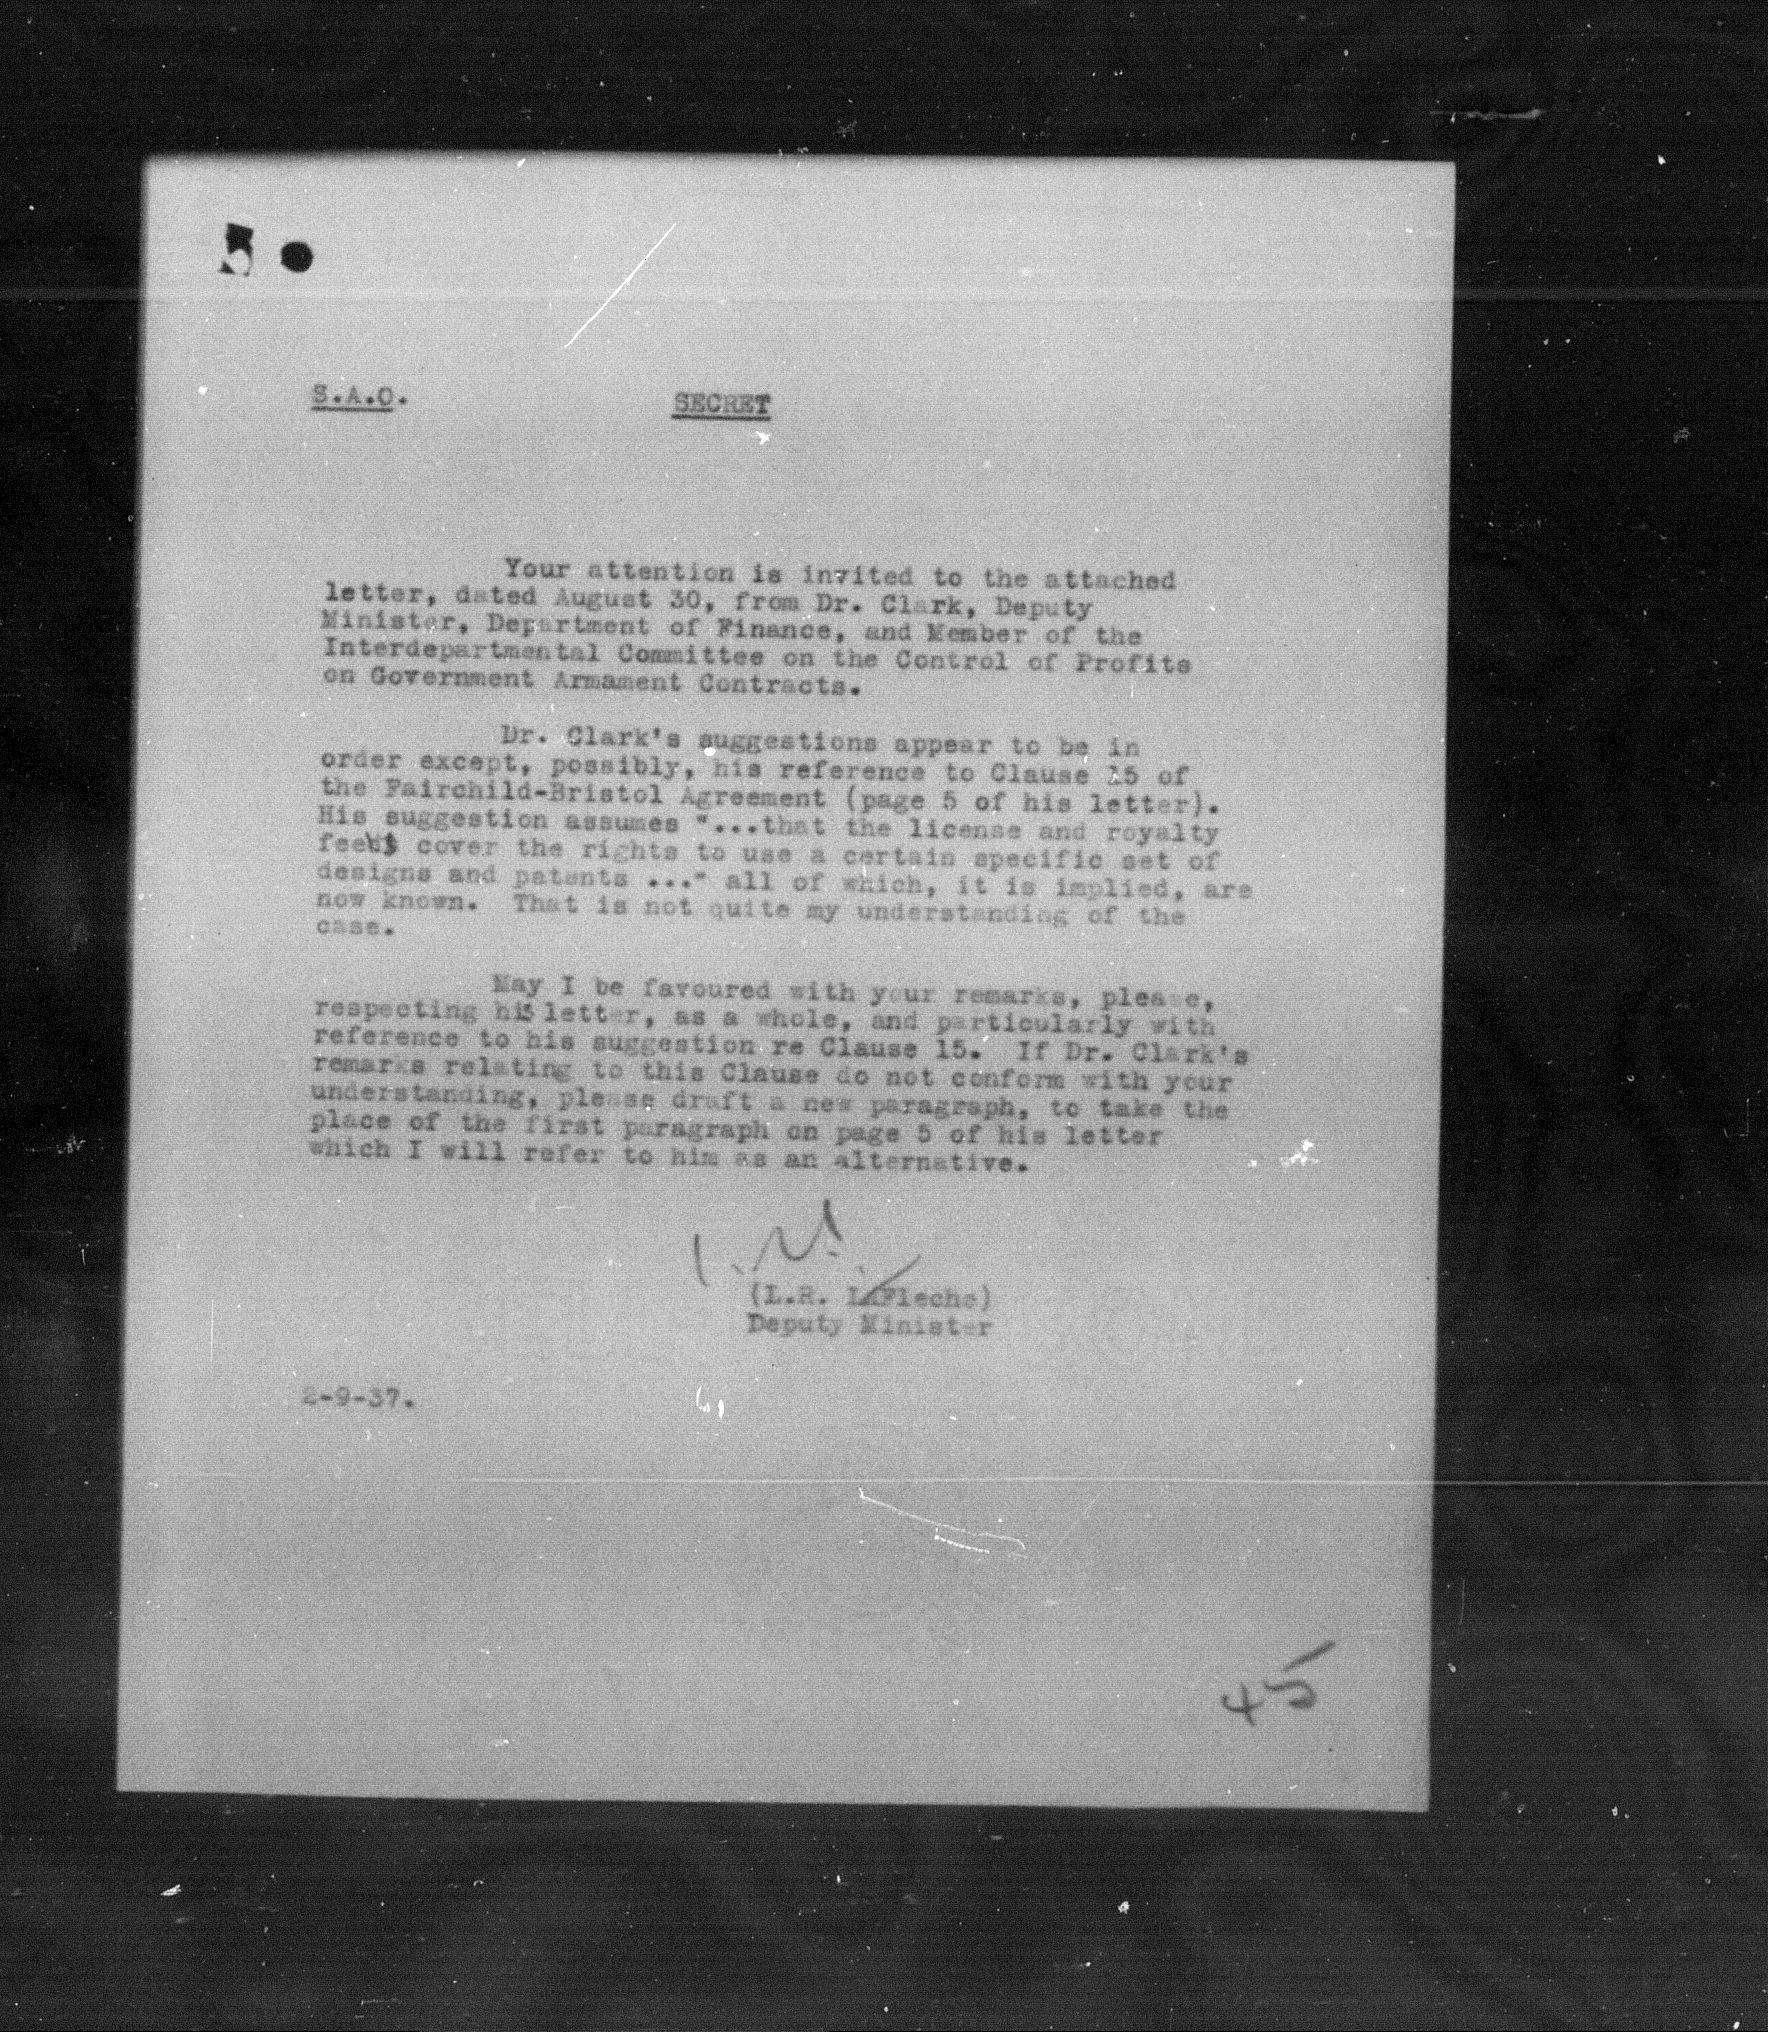 S.A.O.
SECRET
Your attention is invited to the attached
letter, dated August 30, from Dr. Clark, Deputy
Minister, Department of Finance, and Member of the
Interdepartmental Committee on the Control of Profits
on Government Armament Contracts.
Dr. Clark's suggestions appear to be in
order except, possibly, his reference to Clause 15 of
the Fairchild-Bristol Agreement (page 5 of his letter).
His suggestion assumes "...that the license and royalty
fees cover the rights to use a certain specific set of
designs and patents ..." all of which, it is implied, are
now known. That is not quite my understanding of the
case.
May I be favoured with your remarks, please,
respecting his letter, as a whole, and particularly with
reference to his suggestion re Clause 15. If Dr. Clark's
remarks relating to this Clause do not conform with your
understanding, please draft a new paragraph, to take the
place of the first paragraph on page 5 of his letter
which I will refer to him as an alternative.
(L.R. LaFleche)
Deputy Minister
2-9-37.
45